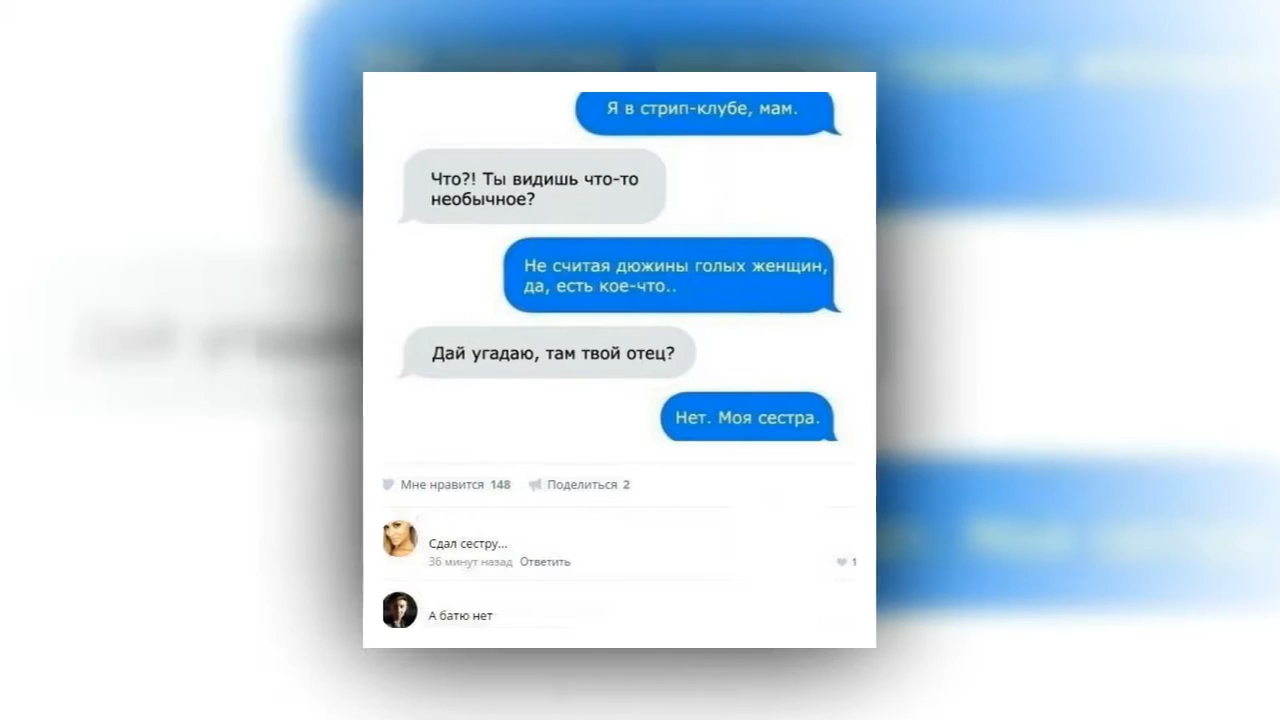 Я в стрип-клубе, мам.
Что?! Ты видишь что-то
необычное?
Не считая дюжины голых женщин,
да, есть кое-что..
Дай угадаю, там твой отец?
Нет. Моя сестра.
Мне нравится 148 Поделиться 2
Сдал сестру...
36 минут назад Ответить 1
А батю нет